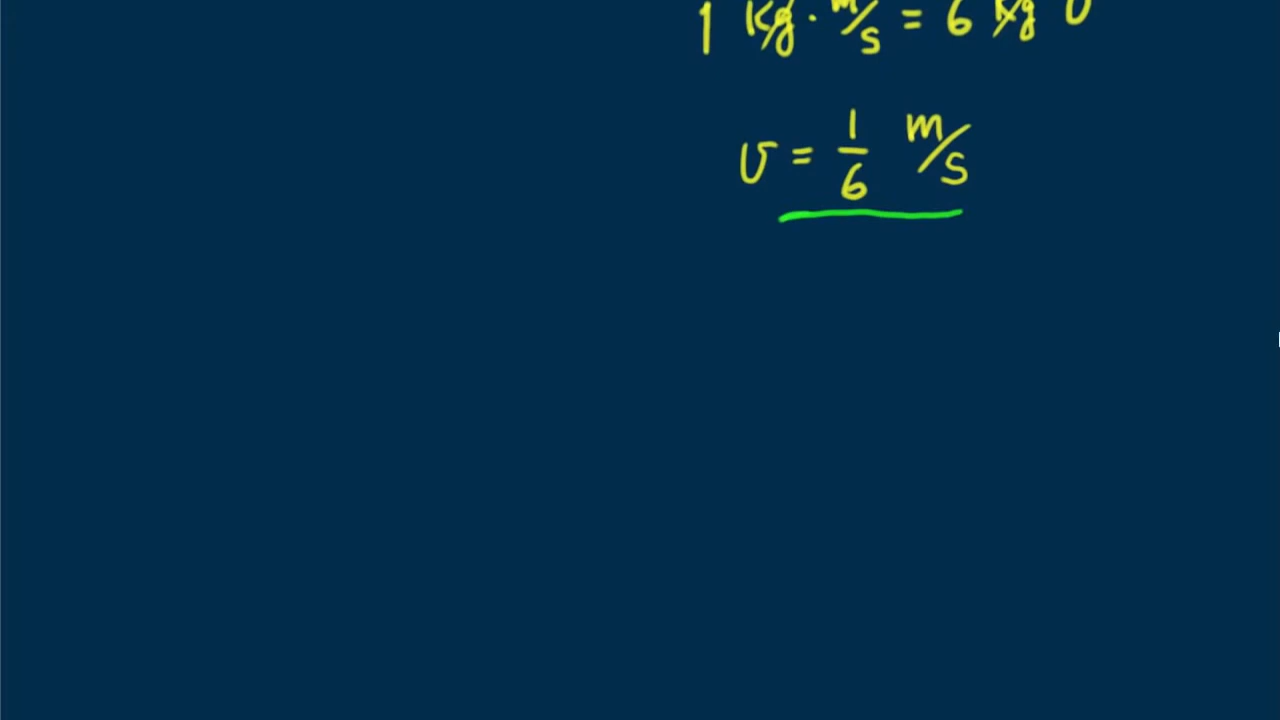 1 kg · m/s = 6 kg v
v = 1/6 m/s